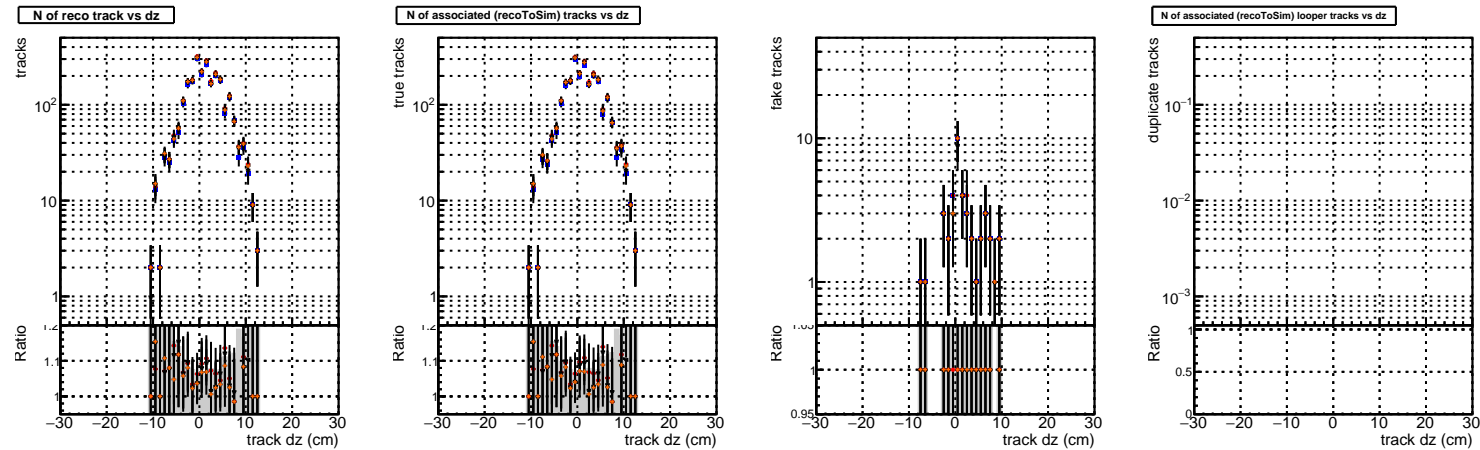 N of reco track vs dz
tracks
10²
10
1
Ratio
1.2
1.1
1
−30 −20 −10 0 10 20 30
track dz (cm)
N of associated (recoToSim) tracks vs dz
true tracks
10²
10
1
Ratio
1.2
1.1
1
−30 −20 −10 0 10 20 30
track dz (cm)
fake tracks
10
1
Ratio
1.05
1
0.95
−30 −20 −10 0 10 20 30
track dz (cm)
N of associated (recoToSim) looper tracks vs dz
duplicate tracks
10⁻¹
10⁻²
10⁻³
Ratio
1
0.5
0
−30 −20 −10 0 10 20 30
track dz (cm)